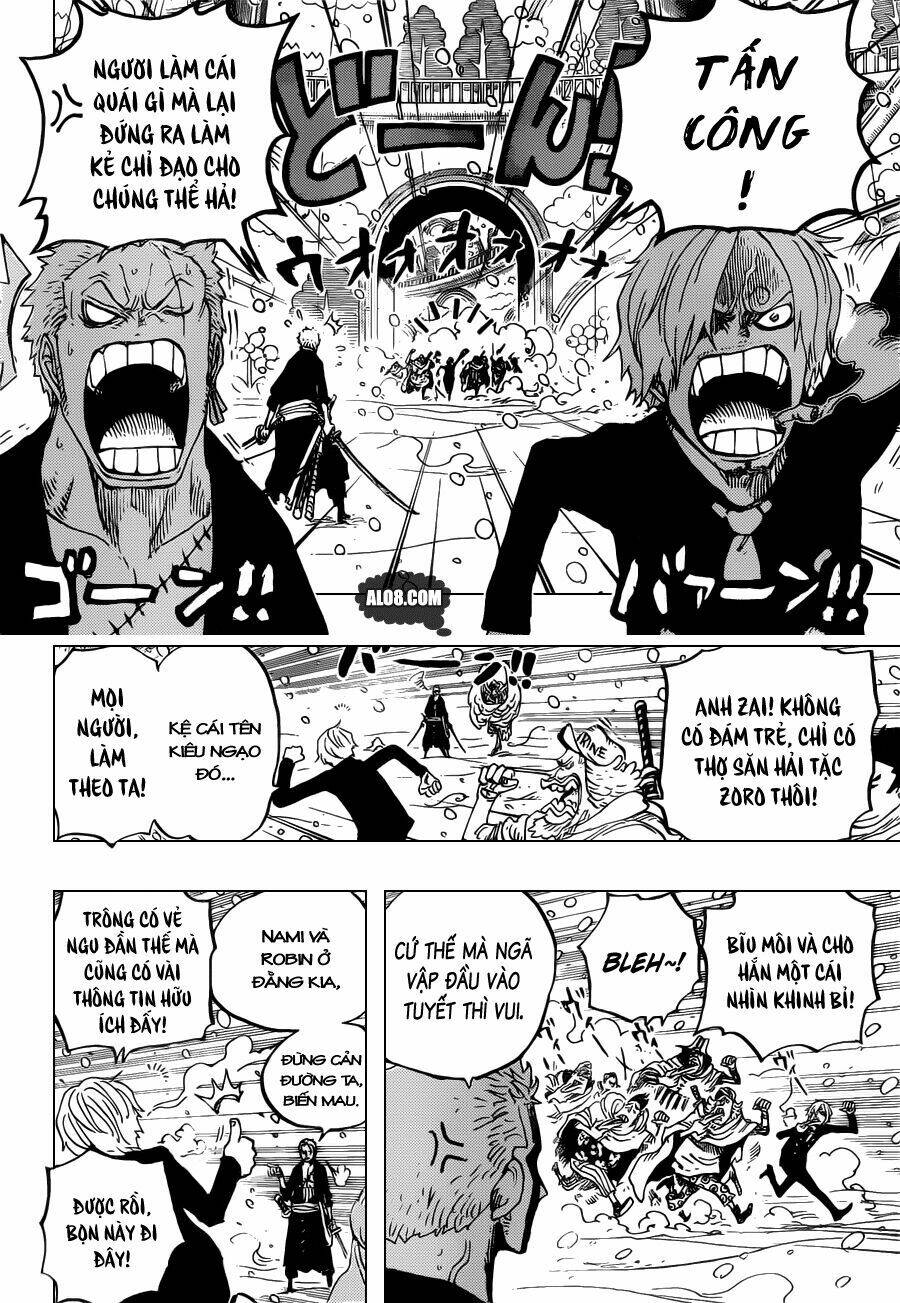 TẤN
CÔNG
!
NGƯỜI LÀM CÁI
QUÁI GÌ MÀ LẠI
ĐỨNG RA LÀM
KẺ CHỈ ĐẠO CHO
CHÚNG THẾ HẢ!
どーん!
ウオオオオオ
バァーン!!
ゴーン!!
ALO8.COM
ANH ZAI! KHÔNG
CÓ ĐÁM TRẺ, CHỈ CÓ
THỢ SĂN HẢI TẶC
ZORO THÔI!
RINE
KỆ CÁI TÊN
KIÊU NGẠO
ĐÓ...
MỌI
NGƯỜI,
LÀM
THEO TA!
BĨU MÔI VÀ CHO
HẮN MỘT CÁI
NHÌN KHINH BỈ!
BLEH~!
CỨ THẾ MÀ NGÃ
VẬP ĐẦU VÀO
TUYẾT THÌ VUI.
NAMI VÀ
ROBIN Ở
ĐẰNG KIA,
ĐỪNG CẢN
ĐƯỜNG TA,
BIẾN MAU.
TRÔNG CÓ VẺ
NGU ĐẦN THẾ MÀ
CŨNG CÓ VÀI
THÔNG TIN HỮU
ÍCH ĐẤY!
ĐƯỢC RỒI,
BỌN NÀY ĐI
ĐÂY!